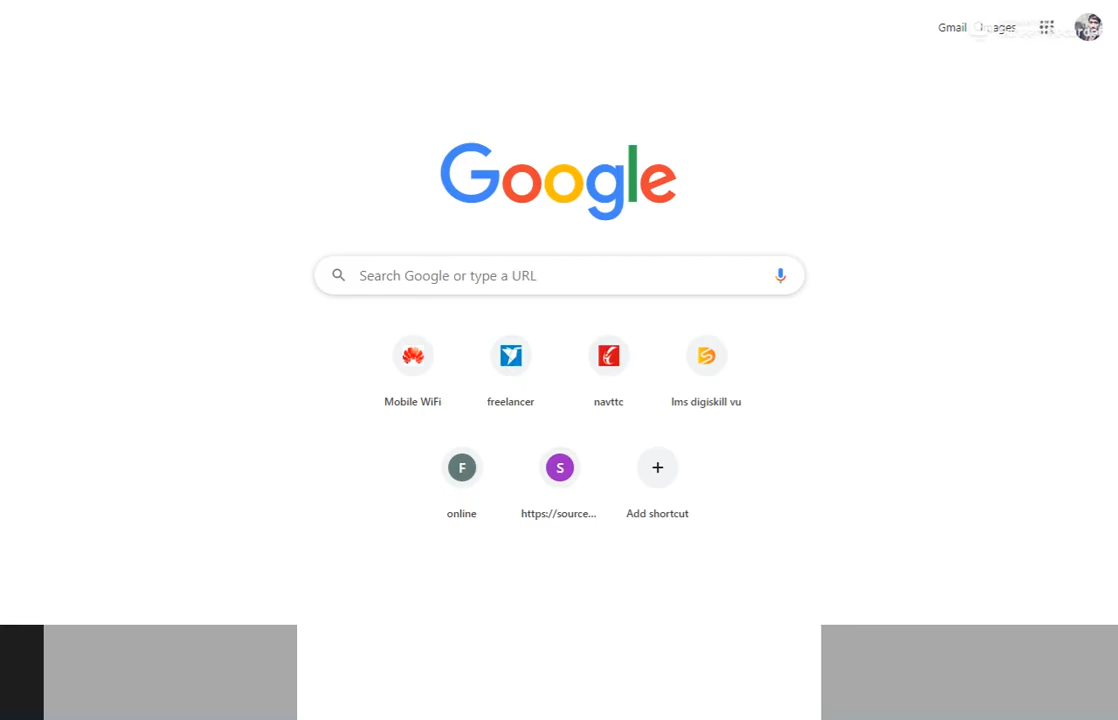 Gmail Images
Google
Search Google or type a URL
Mobile WiFi
freelancer
navttc
lms digiskill vu
F
S
online
https://source...
Add shortcut